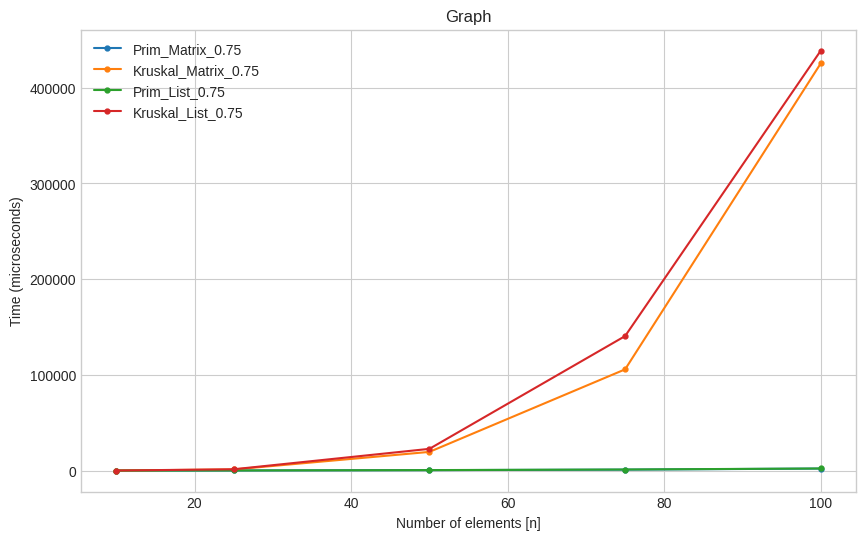 Graph
Prim_Matrix_0.75
Kruskal_Matrix_0.75
Prim_List_0.75
Kruskal_List_0.75
400000
300000
200000
100000
0
Time (microseconds)
20 40 60 80 100
Number of elements [n]